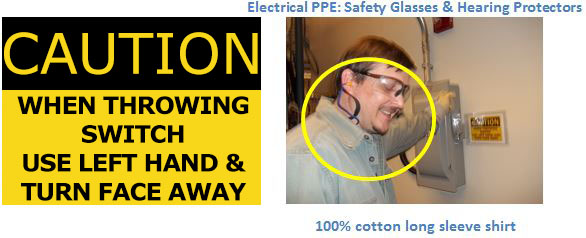 Electrical PPE: Safety Glasses & Hearing Protectors
CAUTION
WHEN THROWING
SWITCH
USE LEFT HAND &
TURN FACE AWAY
CAUTION
100% cotton long sleeve shirt